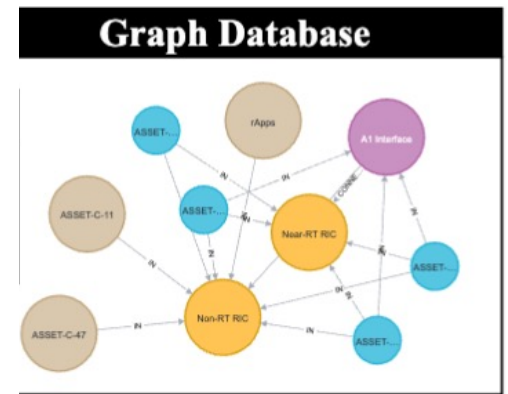 Graph Database
ASSET-...
rApps
A1 Interface
ASSET-C-11
ASSET-...
Near-RT RIC
ASSET-...
Non-RT RIC
ASSET-C-47
ASSET-...
IN
IN
IN
IN
IN
IN
IN
IN
IN
IN
CONNE...